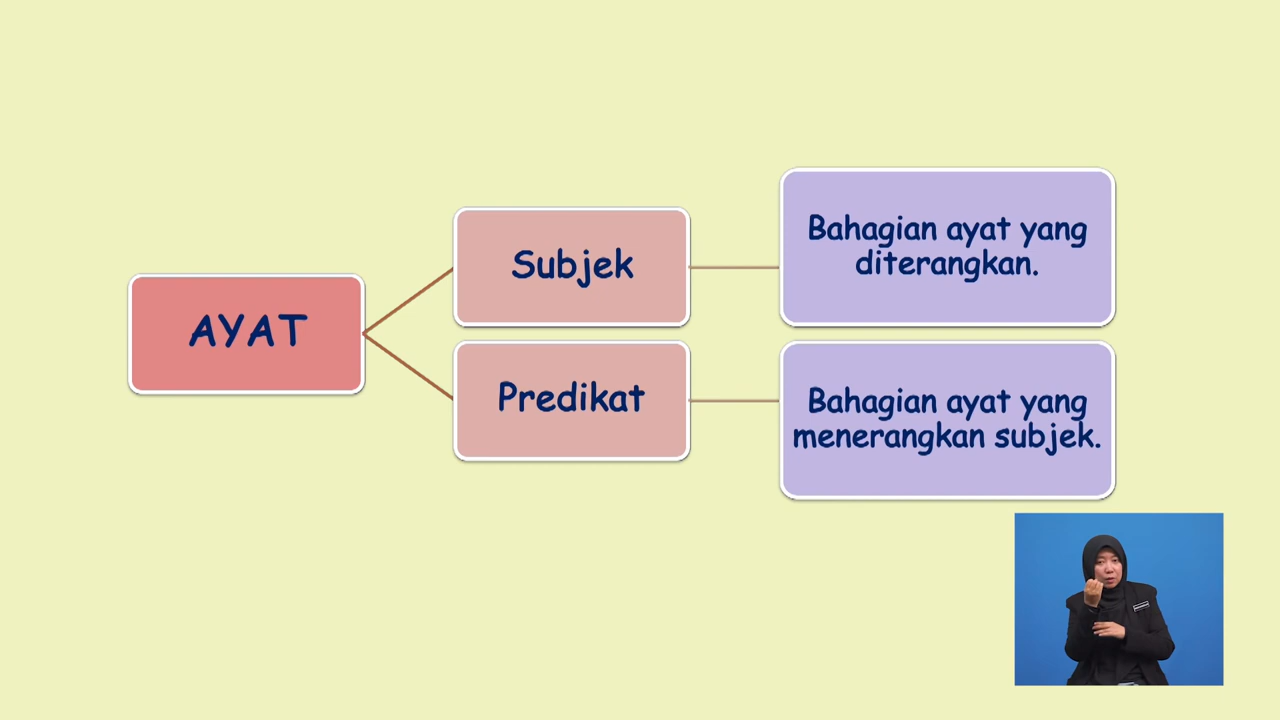 AYAT
Subjek
Bahagian ayat yang
diterangkan.
Predikat
Bahagian ayat yang
menerangkan subjek.